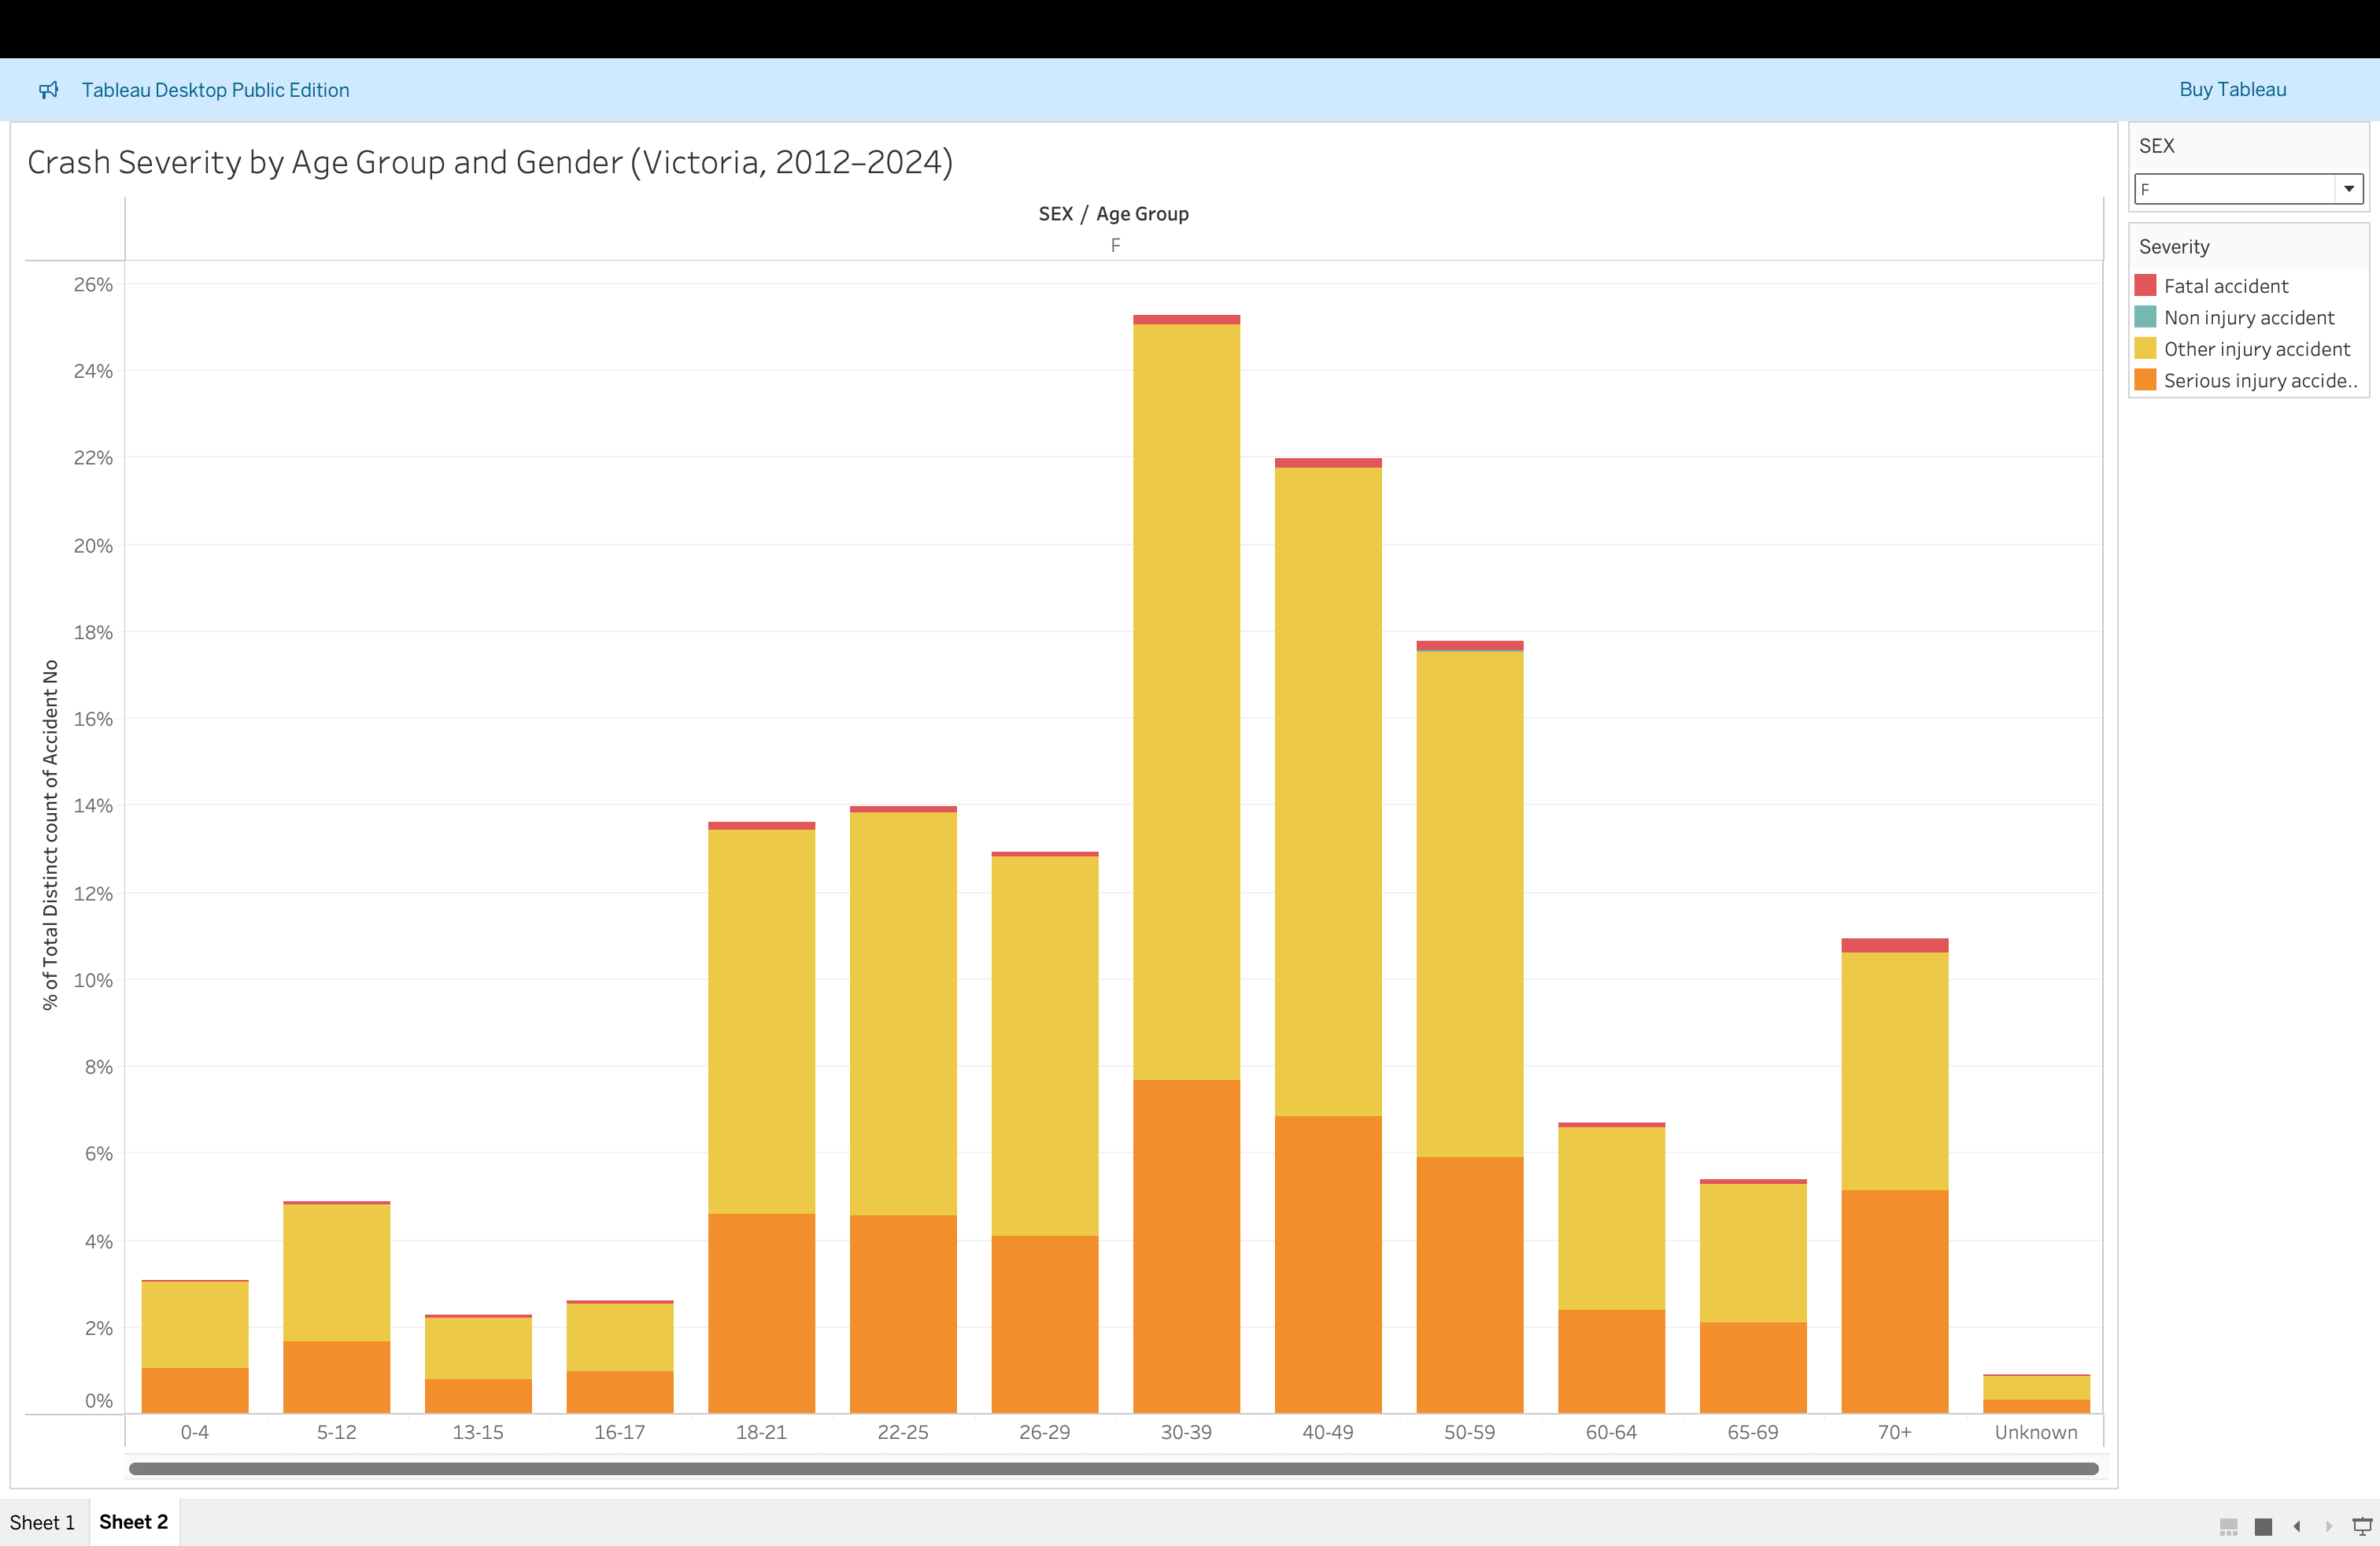 Tableau Desktop Public Edition
Buy Tableau
Crash Severity by Age Group and Gender (Victoria, 2012–2024)
SEX / Age Group
F
26%
24%
22%
20%
18%
16%
14%
12%
10%
8%
6%
4%
2%
0%
% of Total Distinct count of Accident No
0-4
5-12
13-15
16-17
18-21
22-25
26-29
30-39
40-49
50-59
60-64
65-69
70+
Unknown
SEX
F
Severity
Fatal accident
Non injury accident
Other injury accident
Serious injury accide..
Sheet 1
Sheet 2